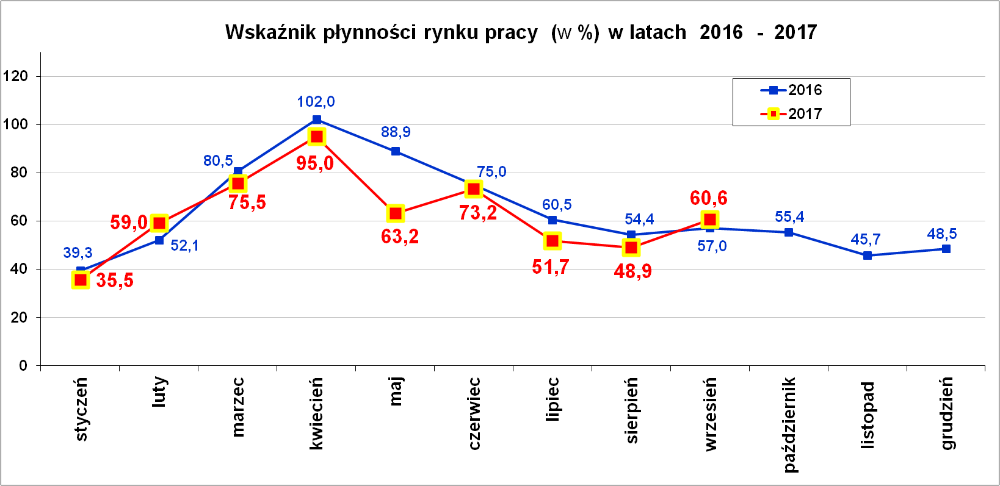 Wskaźnik płynności rynku pracy (w %) w latach 2016 - 2017
120
100
80
60
40
20
0
2016
2017
39,3
52,1
80,5
102,0
88,9
75,0
60,5
54,4
57,0
55,4
45,7
48,5
35,5
59,0
75,5
95,0
63,2
73,2
51,7
48,9
60,6
styczeń
luty
marzec
kwiecień
maj
czerwiec
lipiec
sierpień
wrzesień
październik
listopad
grudzień